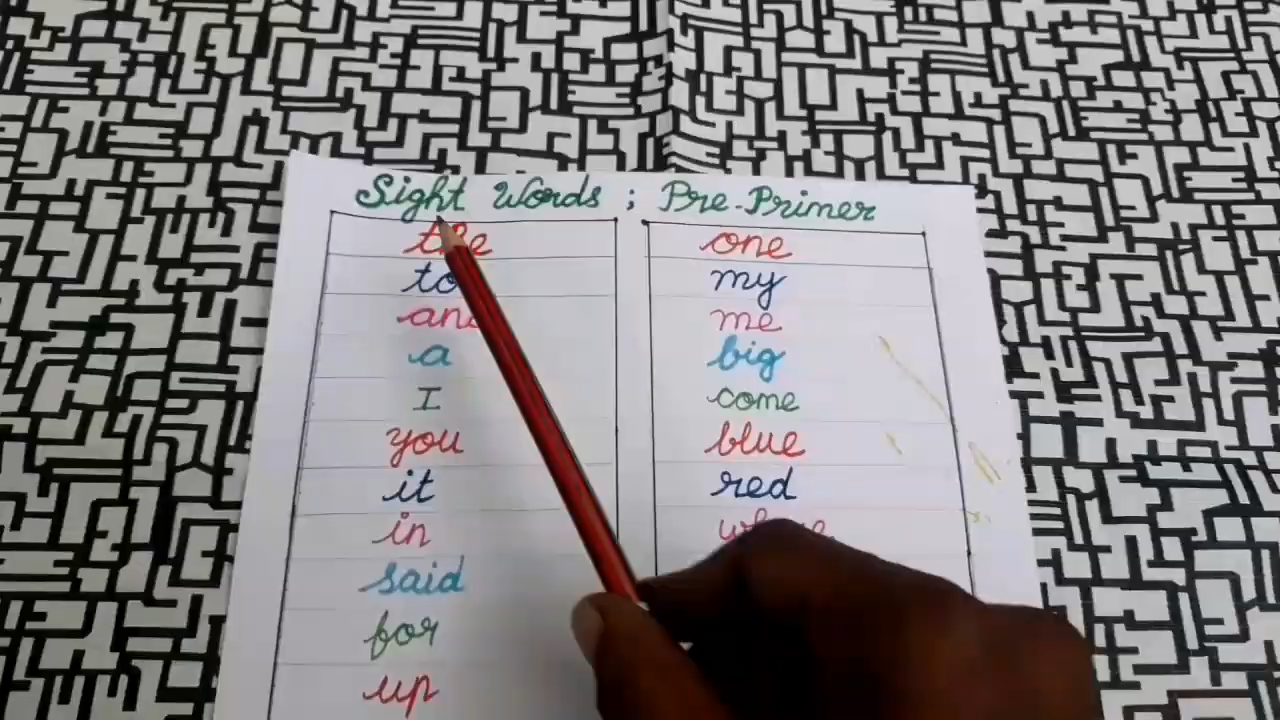 Sight Words ; Pre-Primer
the
to
and
a
I
you
it
in
said
for
up
one
my
me
big
come
blue
red